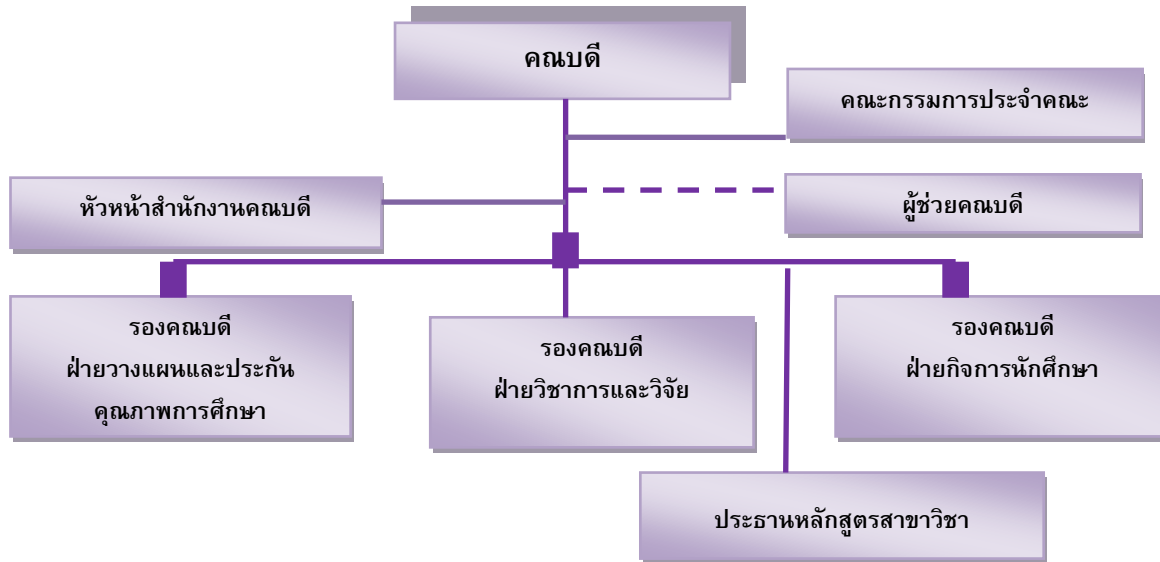 คณบดี
คณะกรรมการประจำคณะ
หัวหน้าสำนักงานคณบดี
ผู้ช่วยคณบดี
รองคณบดี
ฝ่ายวางแผนและประกัน
คุณภาพการศึกษา
รองคณบดี
ฝ่ายวิชาการและวิจัย
รองคณบดี
ฝ่ายกิจการนักศึกษา
ประธานหลักสูตรสาขาวิชา